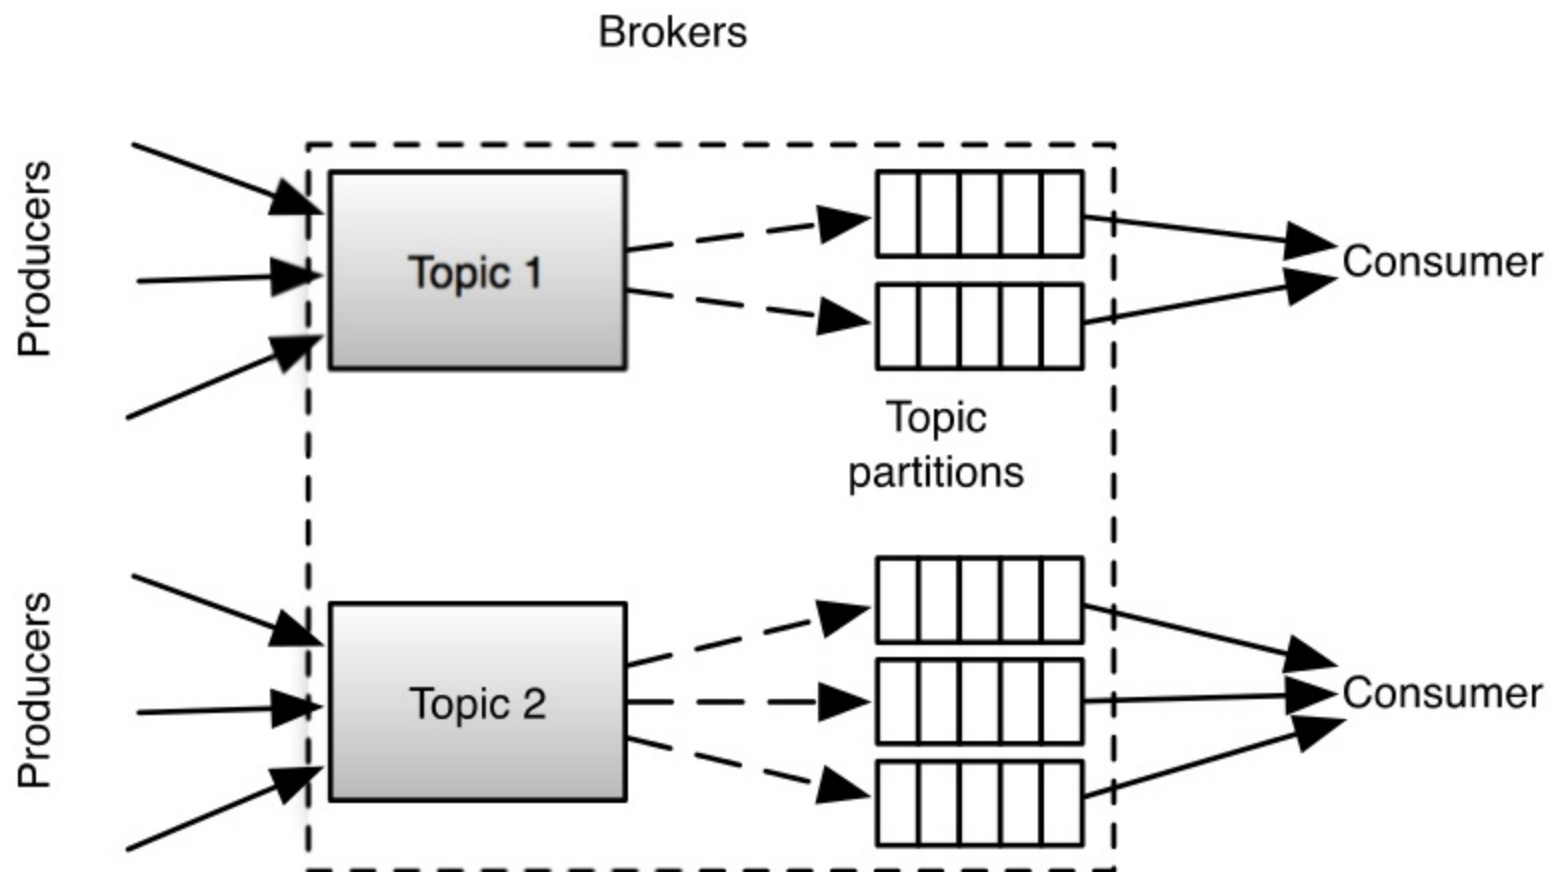 Brokers
Producers
Topic 1
Consumer
Topic
partitions
Producers
Topic 2
Consumer